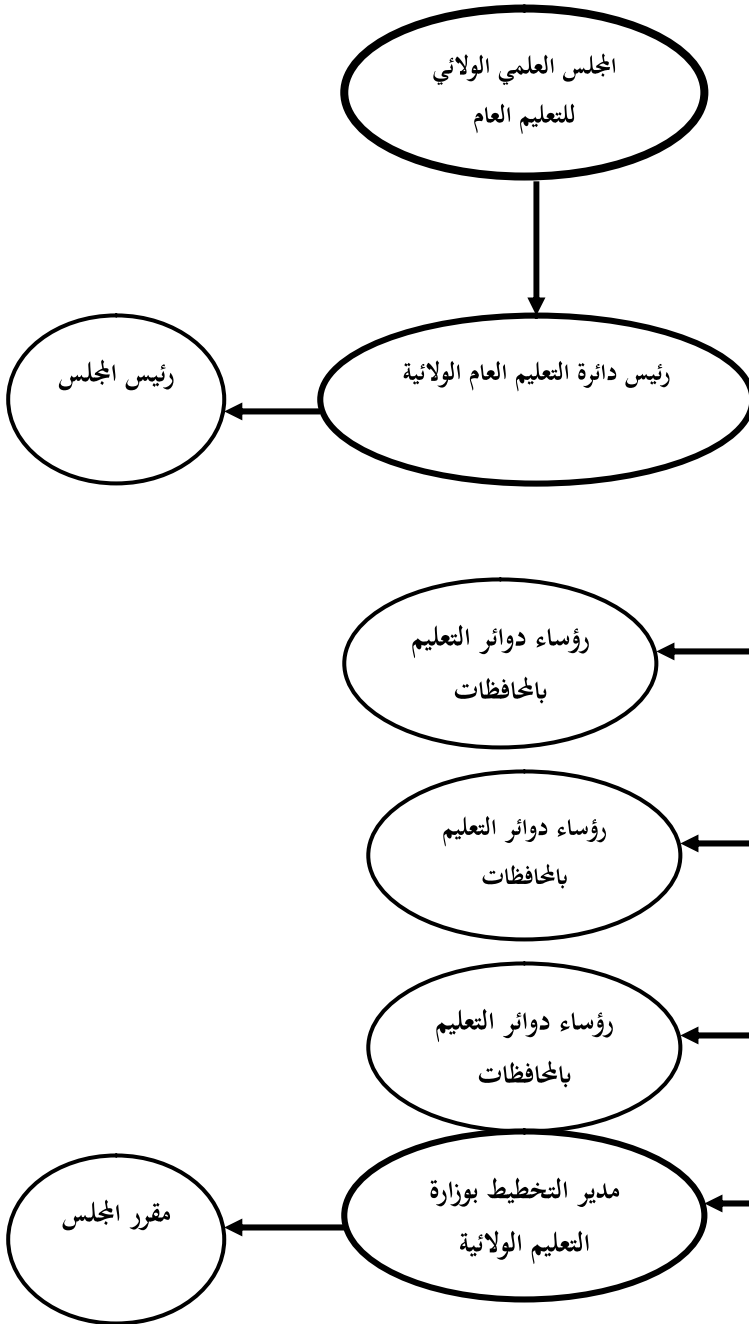 المجلس العلمي الولائي
للتعليم العام
رئيس دائرة التعليم العام الولائية
رئيس المجلس
رؤساء دوائر التعليم
بالمحافظات
رؤساء دوائر التعليم
بالمحافظات
رؤساء دوائر التعليم
بالمحافظات
مدير التخطيط بوزارة
التعليم الولائية
مقرر المجلس